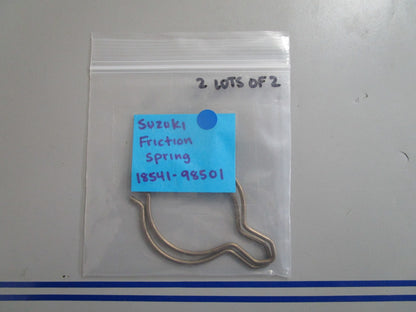 2 LOTS OF 2
Suzuki
Friction
spring
18541-98501